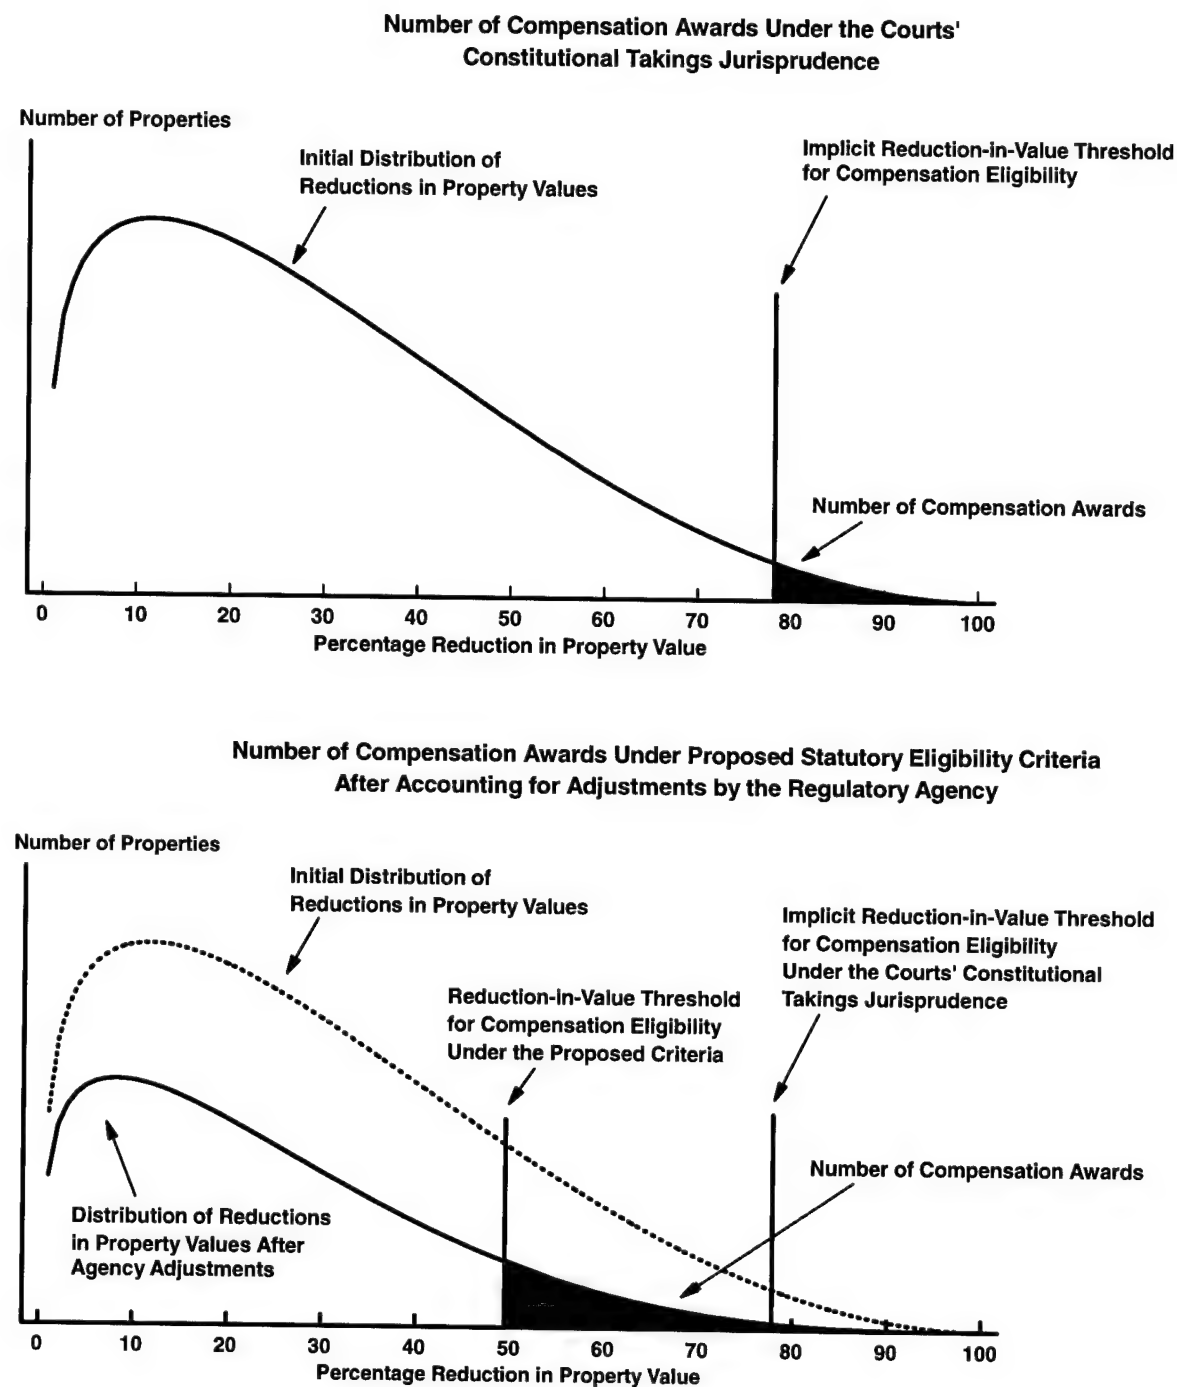 Number of Compensation Awards Under the Courts'
Constitutional Takings Jurisprudence
Number of Properties
Initial Distribution of
Reductions in Property Values
Implicit Reduction-in-Value Threshold
for Compensation Eligibility
Number of Compensation Awards
0 10 20 30 40 50 60 70 80 90 100
Percentage Reduction in Property Value
Number of Compensation Awards Under Proposed Statutory Eligibility Criteria
After Accounting for Adjustments by the Regulatory Agency
Number of Properties
Initial Distribution of
Reductions in Property Values
Implicit Reduction-in-Value Threshold
for Compensation Eligibility
Under the Courts' Constitutional
Takings Jurisprudence
Reduction-in-Value Threshold
for Compensation Eligibility
Under the Proposed Criteria
Number of Compensation Awards
Distribution of Reductions
in Property Values After
Agency Adjustments
0 10 20 30 40 50 60 70 80 90 100
Percentage Reduction in Property Value